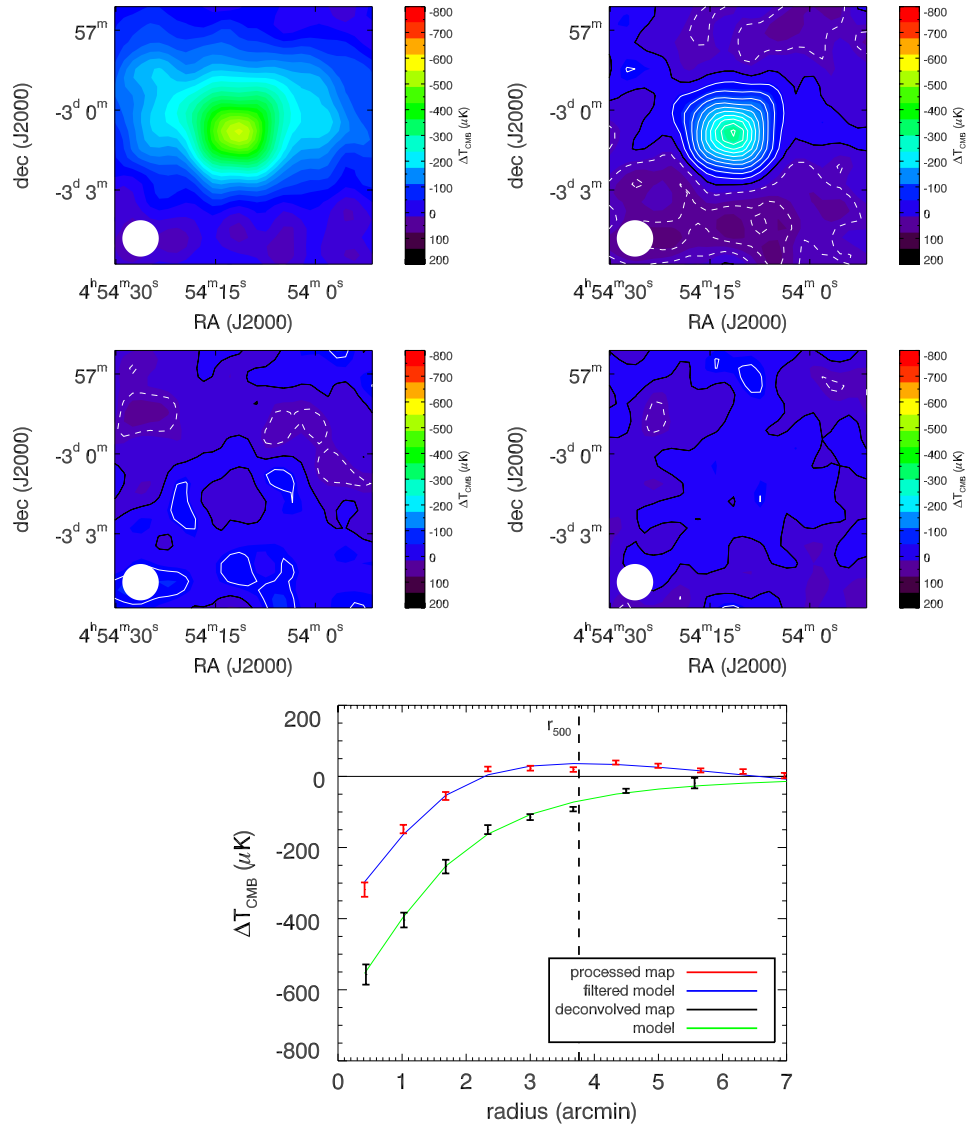 57ᵐ
-3ᵈ 0ᵐ
-3ᵈ 3ᵐ
dec (J2000)
4ʰ54ᵐ30ˢ 54ᵐ15ˢ 54ᵐ 0ˢ
RA (J2000)
-800
-700
-600
-500
-400
-300
-200
-100
0
100
200
ΔT_CMB (μK)
57ᵐ
-3ᵈ 0ᵐ
-3ᵈ 3ᵐ
dec (J2000)
4ʰ54ᵐ30ˢ 54ᵐ15ˢ 54ᵐ 0ˢ
RA (J2000)
-800
-700
-600
-500
-400
-300
-200
-100
0
100
200
ΔT_CMB (μK)
57ᵐ
-3ᵈ 0ᵐ
-3ᵈ 3ᵐ
dec (J2000)
4ʰ54ᵐ30ˢ 54ᵐ15ˢ 54ᵐ 0ˢ
RA (J2000)
-800
-700
-600
-500
-400
-300
-200
-100
0
100
200
ΔT_CMB (μK)
57ᵐ
-3ᵈ 0ᵐ
-3ᵈ 3ᵐ
dec (J2000)
4ʰ54ᵐ30ˢ 54ᵐ15ˢ 54ᵐ 0ˢ
RA (J2000)
-800
-700
-600
-500
-400
-300
-200
-100
0
100
200
ΔT_CMB (μK)
200
0
-200
-400
-600
-800
ΔT_CMB (μK)
r_500
processed map
filtered model
deconvolved map
model
0 1 2 3 4 5 6 7
radius (arcmin)